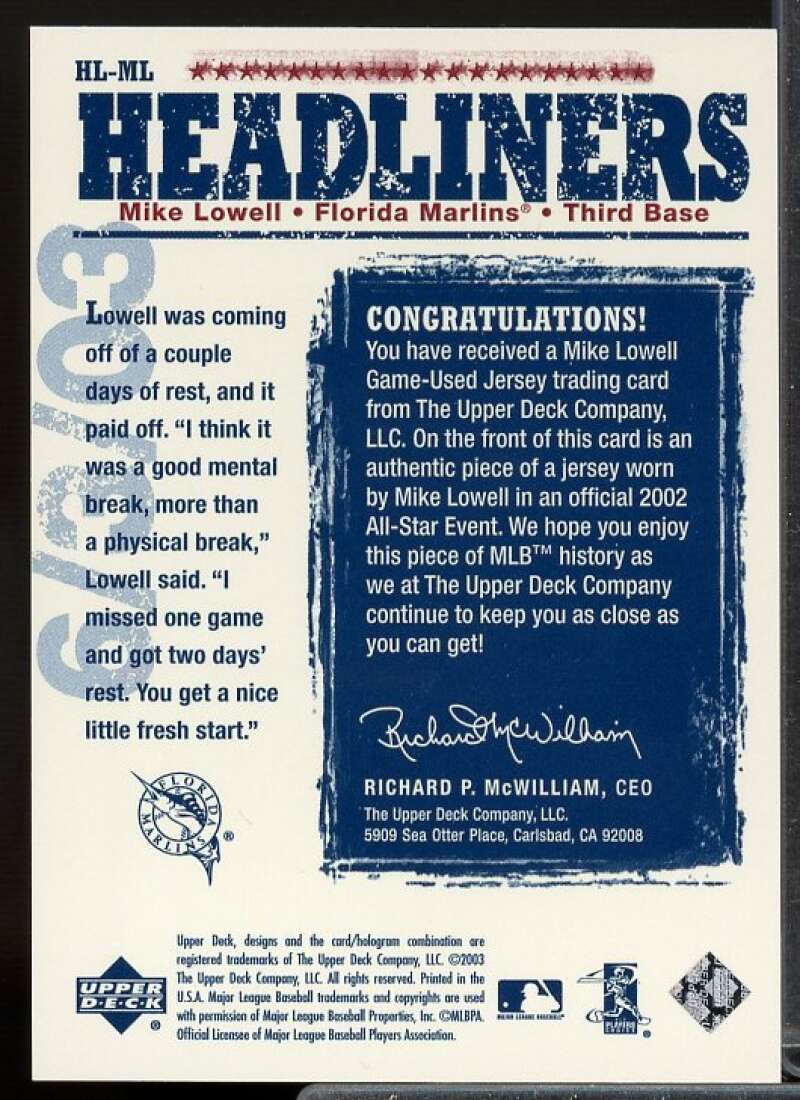 HL-ML
HEADLINERS
Mike Lowell • Florida Marlins® • Third Base
6/3/03
Lowell was coming
off of a couple
days of rest, and it
paid off. “I think it
was a good mental
break, more than
a physical break,”
Lowell said. “I
missed one game
and got two days’
rest. You get a nice
little fresh start.”
FLORIDA
MARLINS
®
CONGRATULATIONS!
You have received a Mike Lowell
Game-Used Jersey trading card
from The Upper Deck Company,
LLC. On the front of this card is an
authentic piece of a jersey worn
by Mike Lowell in an official 2002
All-Star Event. We hope you enjoy
this piece of MLB™ history as
we at The Upper Deck Company
continue to keep you as close as
you can get!
Richard McWilliam
RICHARD P. McWILLIAM, CEO
The Upper Deck Company, LLC.
5909 Sea Otter Place, Carlsbad, CA 92008
UPPER
DECK
®
Upper Deck, designs and the card/hologram combination are
registered trademarks of The Upper Deck Company, LLC. ©2003
The Upper Deck Company, LLC. All rights reserved. Printed in the
U.S.A. Major League Baseball trademarks and copyrights are used
with permission of Major League Baseball Properties, Inc. ©MLBPA.
Official Licensee of Major League Baseball Players Association.
MAJOR LEAGUE BASEBALL
PLAYERS
CHOICE
®